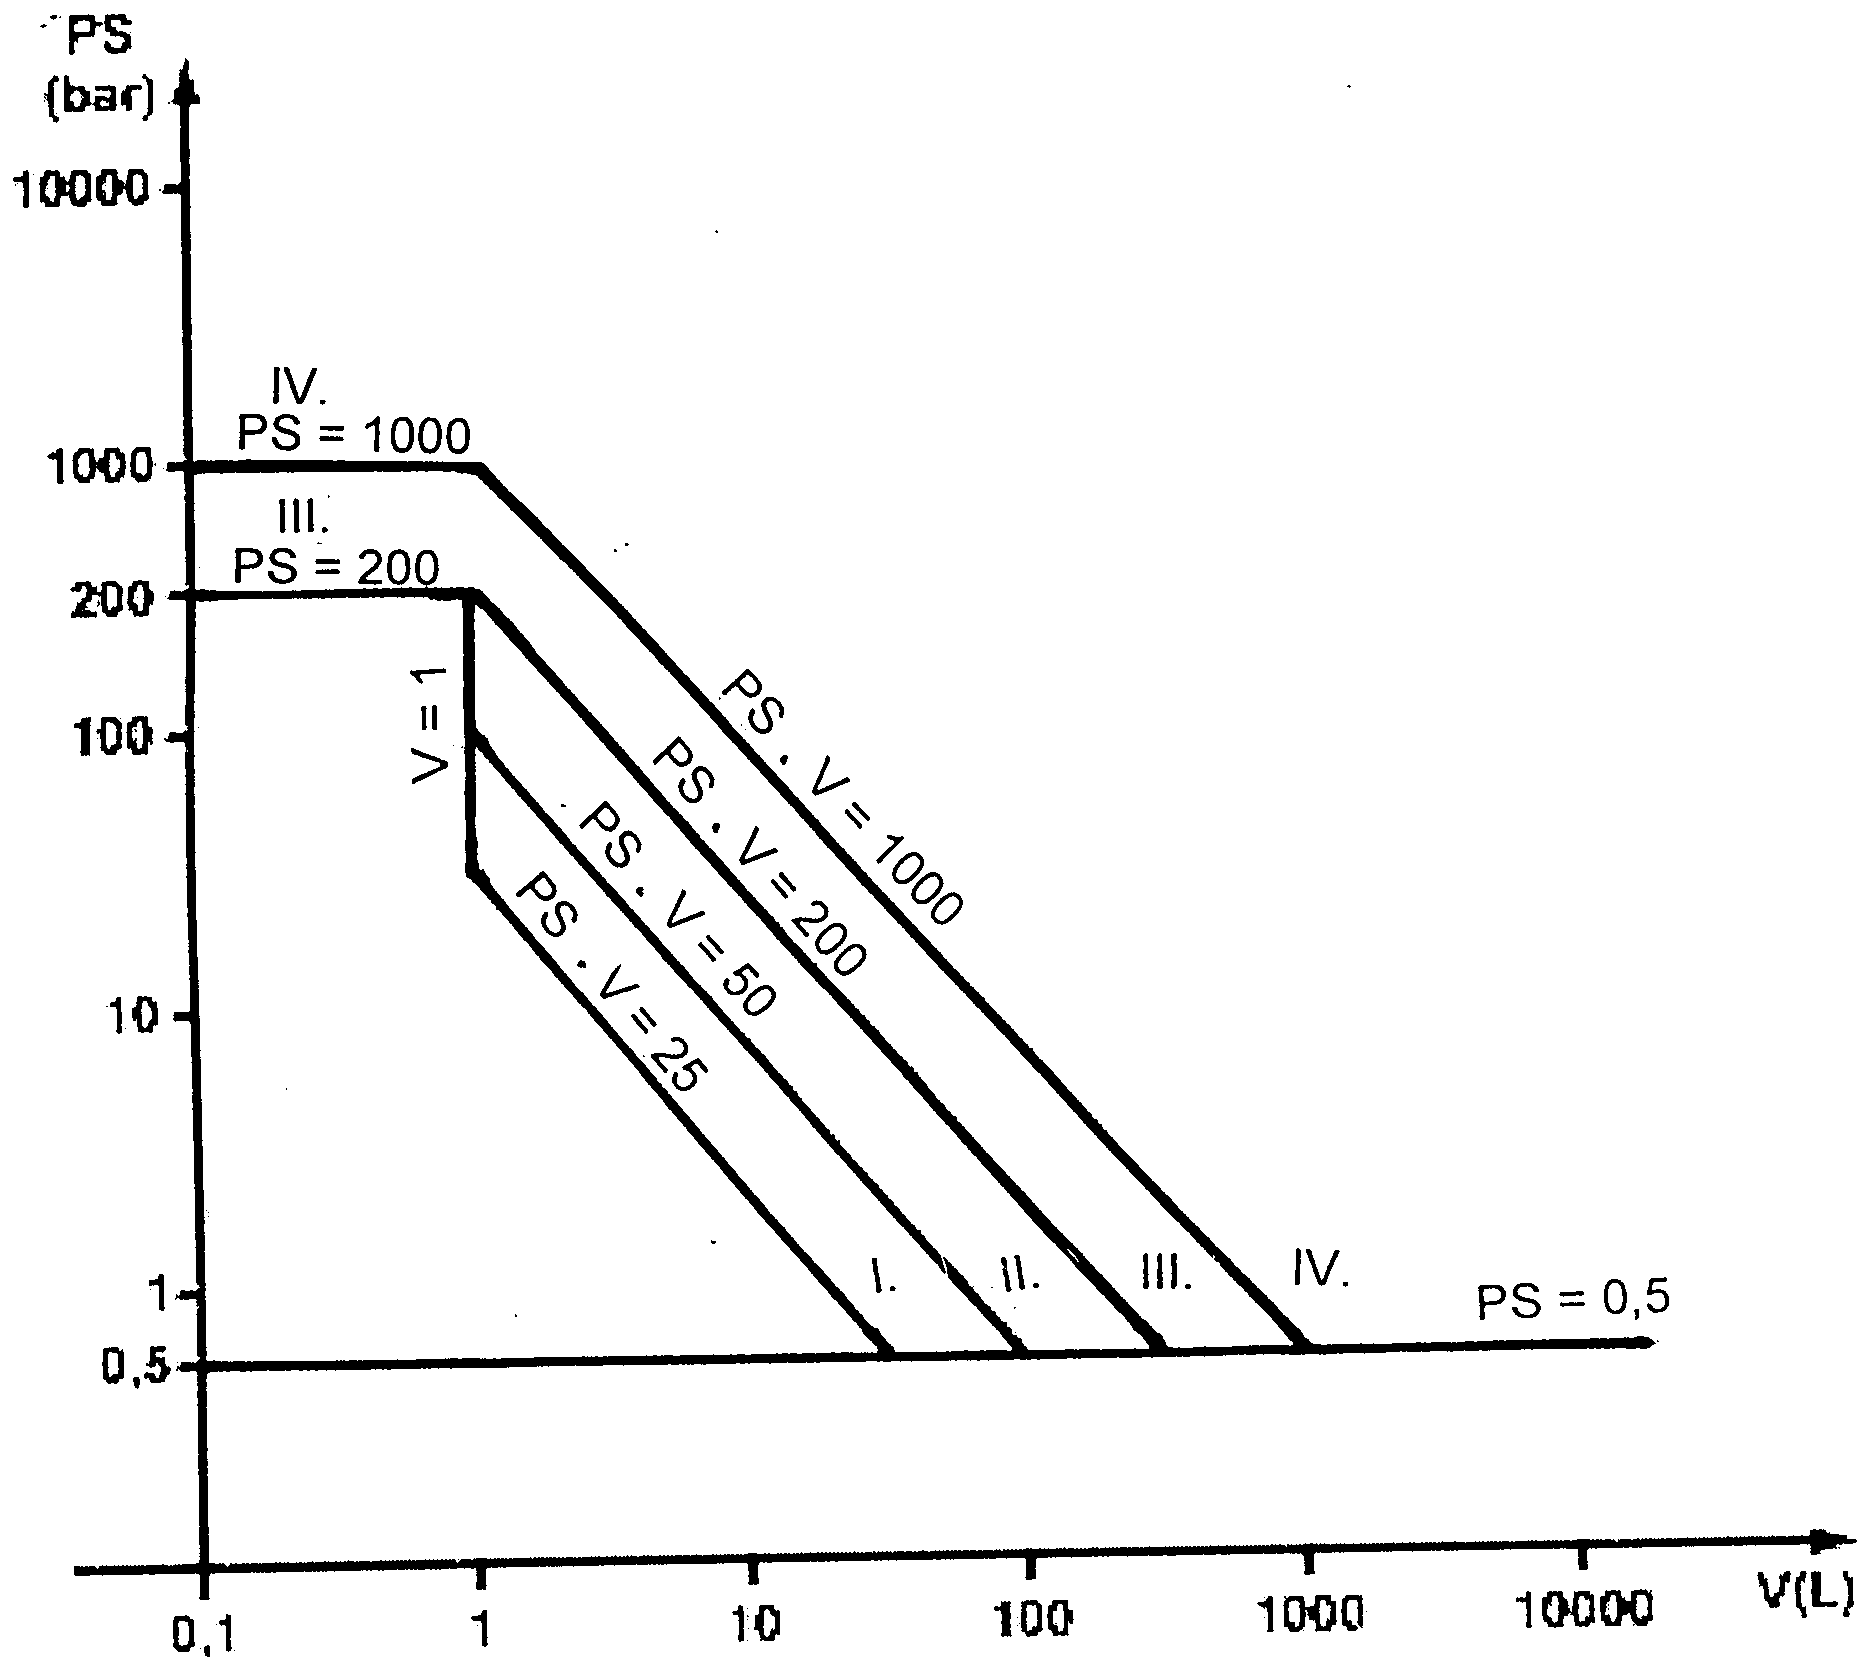 PS
(bar)
10000
IV.
PS = 1000
1000
III.
PS = 200
200
V = 1
100
PS . V = 1000
PS . V = 200
PS . V = 50
PS . V = 25
10
I.
II.
III.
IV.
1
PS = 0,5
0,5
0,1
1
10
100
1000
10000
V(L)